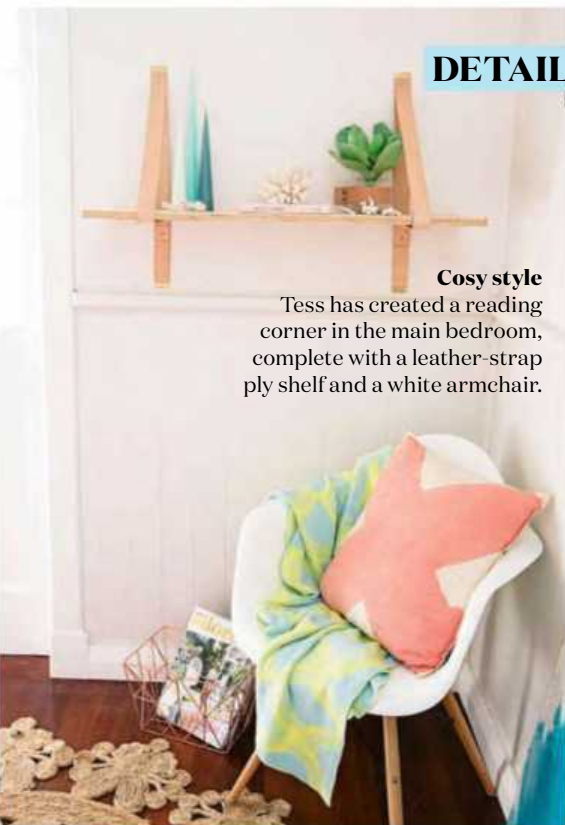 DETAIL
Cosy style
Tess has created a reading
corner in the main bedroom,
complete with a leather-strap
ply shelf and a white armchair.